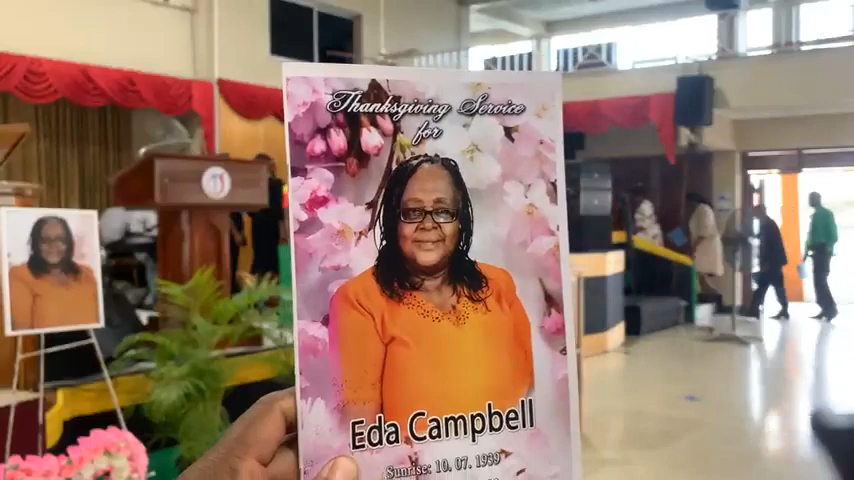 Thanksgiving Service
for
Eda Campbell
Sunrise: 10. 07. 1939